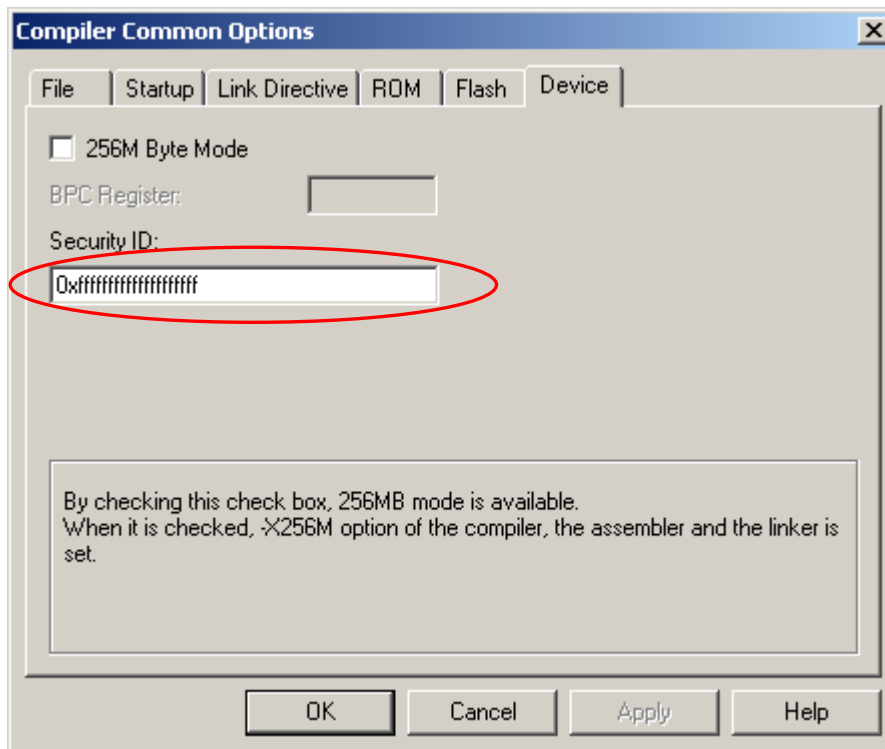 Compiler Common Options
File Startup Link Directive ROM Flash Device
256M Byte Mode
BPC Register:
Security ID:
0xffffffffffffffffffff
By checking this check box, 256MB mode is available.
When it is checked, -X256M option of the compiler, the assembler and the linker is
set.
OK Cancel Apply Help